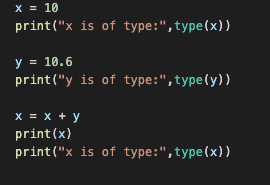 x = 10
print("x is of type:",type(x))

y = 10.6
print("y is of type:",type(y))

x = x + y
print(x)
print("x is of type:",type(x))